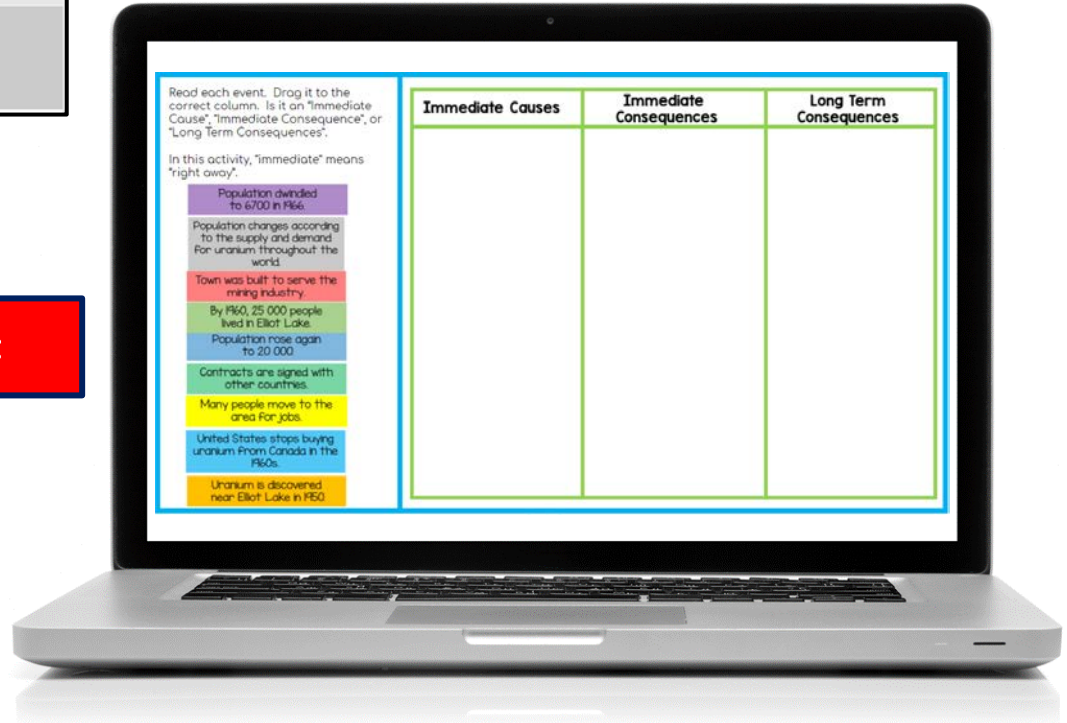 Read each event. Drag it to the
correct column. Is it an "Immediate
Cause", "Immediate Consequence", or
"Long Term Consequences".
In this activity, "immediate" means
"right away".
Population dwindled
to 6700 in 1966.
Population changes according
to the supply and demand
for uranium throughout the
world.
Town was built to serve the
mining industry.
By 1960, 25 000 people
lived in Elliot Lake.
Population rose again
to 20 000
Contracts are signed with
other countries.
Many people move to the
area for jobs.
United States stops buying
uranium from Canada in the
1960s.
Uranium is discovered
near Elliot Lake in 1950.
Immediate Causes
Immediate
Consequences
Long Term
Consequences